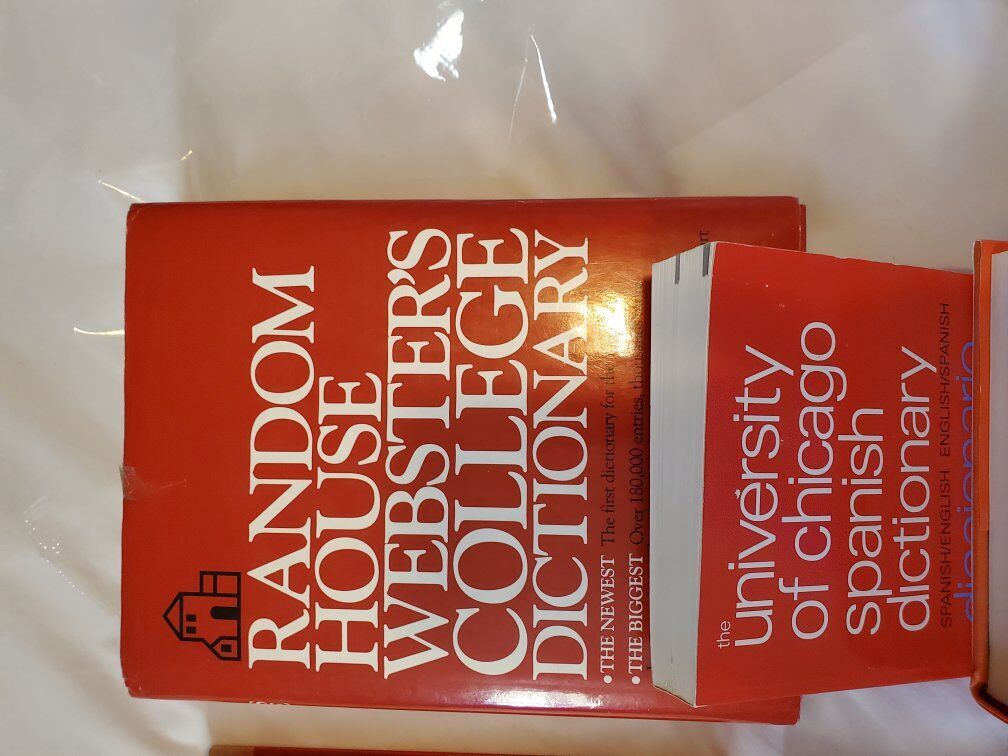 RANDOM
HOUSE
WEBSTER'S
COLLEGE
DICTIONARY
• THE NEWEST The first dictionary for the
• THE BIGGEST Over 180,000 entries,
the
university
of chicago
spanish
dictionary
SPANISH/ENGLISH ENGLISH/SPANISH
diccionario